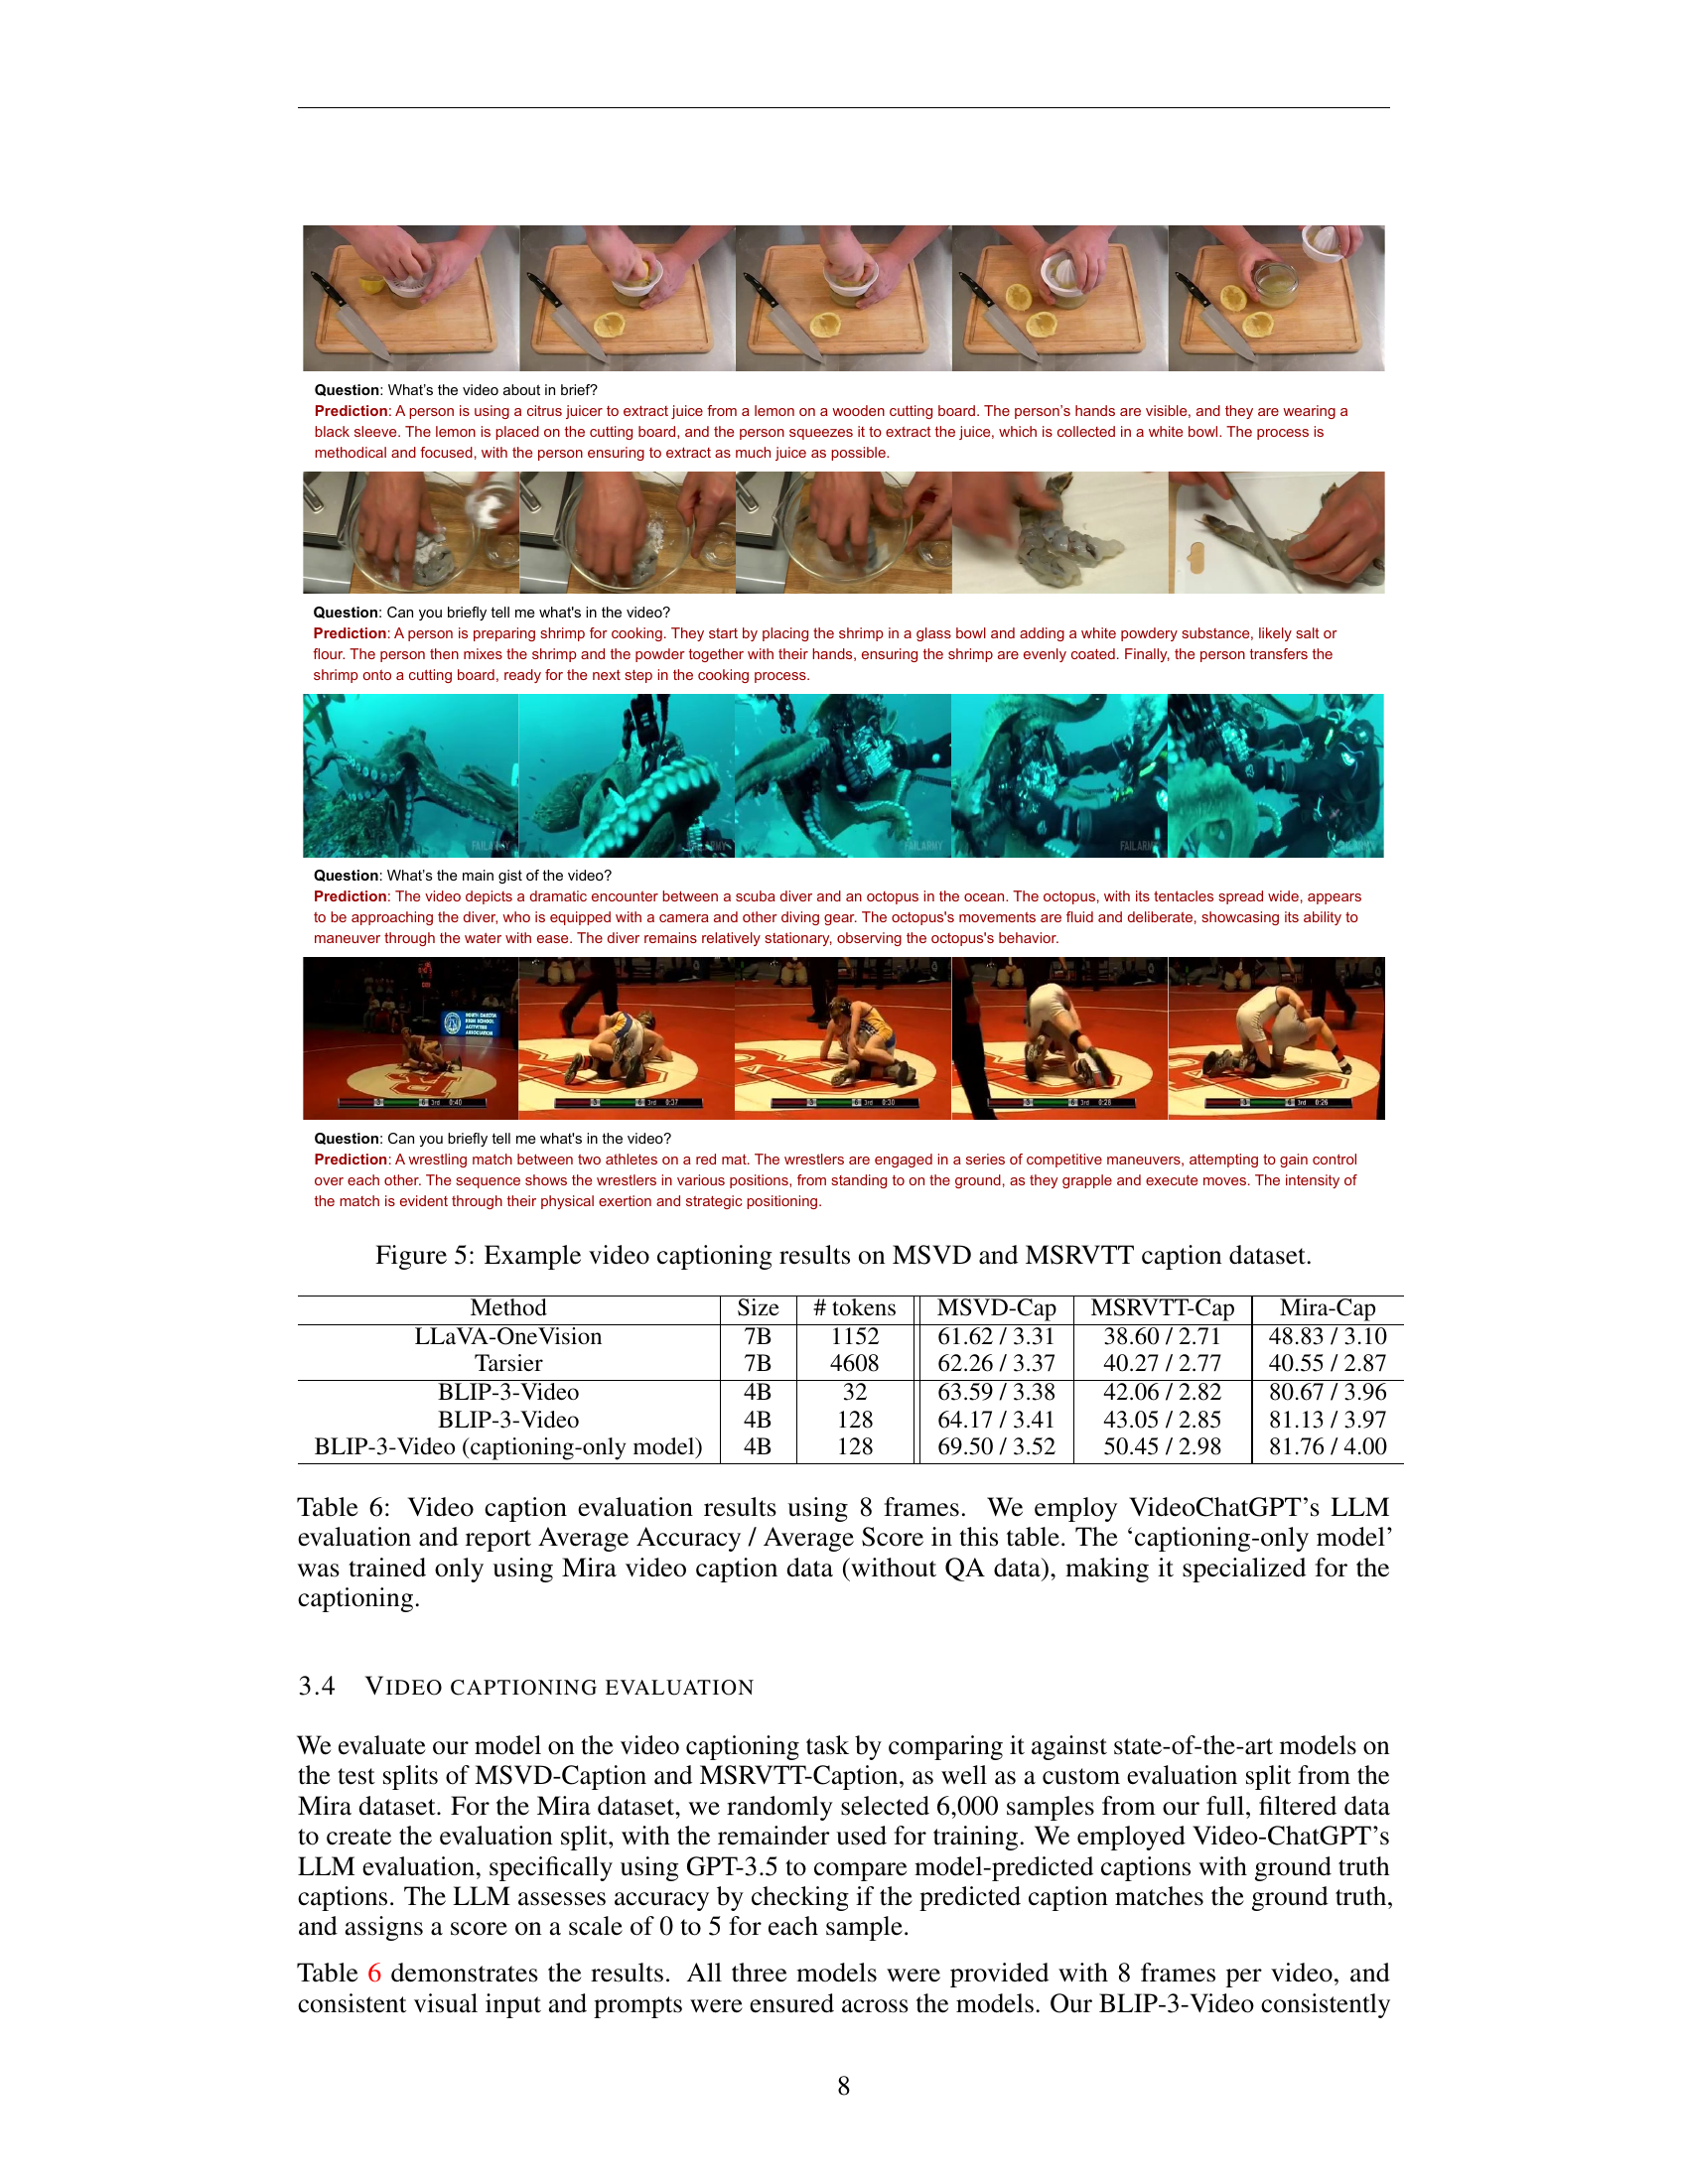 Question: What's the video about in brief?
Prediction: A person is using a citrus juicer to extract juice from a lemon on a wooden cutting board. The person's hands are visible, and they are wearing a
black sleeve. The lemon is placed on the cutting board, and the person squeezes it to extract the juice, which is collected in a white bowl. The process is
methodical and focused, with the person ensuring to extract as much juice as possible.
Question: Can you briefly tell me what's in the video?
Prediction: A person is preparing shrimp for cooking. They start by placing the shrimp in a glass bowl and adding a white powdery substance, likely salt or
flour. The person then mixes the shrimp and the powder together with their hands, ensuring the shrimp are evenly coated. Finally, the person transfers the
shrimp onto a cutting board, ready for the next step in the cooking process.
FAILARMY FAILARMY
Question: What's the main gist of the video?
Prediction: The video depicts a dramatic encounter between a scuba diver and an octopus in the ocean. The octopus, with its tentacles spread wide, appears
to be approaching the diver, who is equipped with a camera and other diving gear. The octopus's movements are fluid and deliberate, showcasing its ability to
maneuver through the water with ease. The diver remains relatively stationary, observing the octopus's behavior.
NORTH DAKOTA
HIGH SCHOOL
ACTIVITIES
ASSOCIATION
3rd 0:40 3rd 0:37 3rd 0:30 3rd 0:28 3rd 0:26
Question: Can you briefly tell me what's in the video?
Prediction: A wrestling match between two athletes on a red mat. The wrestlers are engaged in a series of competitive maneuvers, attempting to gain control
over each other. The sequence shows the wrestlers in various positions, from standing to on the ground, as they grapple and execute moves. The intensity of
the match is evident through their physical exertion and strategic positioning.
Figure 5: Example video captioning results on MSVD and MSRVTT caption dataset.
Method Size # tokens MSVD-Cap MSRVTT-Cap Mira-Cap
LLaVA-OneVision 7B 1152 61.62 / 3.31 38.60 / 2.71 48.83 / 3.10
Tarsier 7B 4608 62.26 / 3.37 40.27 / 2.77 40.55 / 2.87
BLIP-3-Video 4B 32 63.59 / 3.38 42.06 / 2.82 80.67 / 3.96
BLIP-3-Video 4B 128 64.17 / 3.41 43.05 / 2.85 81.13 / 3.97
BLIP-3-Video (captioning-only model) 4B 128 69.50 / 3.52 50.45 / 2.98 81.76 / 4.00
Table 6: Video caption evaluation results using 8 frames. We employ VideoChatGPT's LLM
evaluation and report Average Accuracy / Average Score in this table. The ‘captioning-only model’
was trained only using Mira video caption data (without QA data), making it specialized for the
captioning.
3.4 VIDEO CAPTIONING EVALUATION
We evaluate our model on the video captioning task by comparing it against state-of-the-art models on
the test splits of MSVD-Caption and MSRVTT-Caption, as well as a custom evaluation split from the
Mira dataset. For the Mira dataset, we randomly selected 6,000 samples from our full, filtered data
to create the evaluation split, with the remainder used for training. We employed Video-ChatGPT's
LLM evaluation, specifically using GPT-3.5 to compare model-predicted captions with ground truth
captions. The LLM assesses accuracy by checking if the predicted caption matches the ground truth,
and assigns a score on a scale of 0 to 5 for each sample.
Table 6 demonstrates the results. All three models were provided with 8 frames per video, and
consistent visual input and prompts were ensured across the models. Our BLIP-3-Video consistently
8